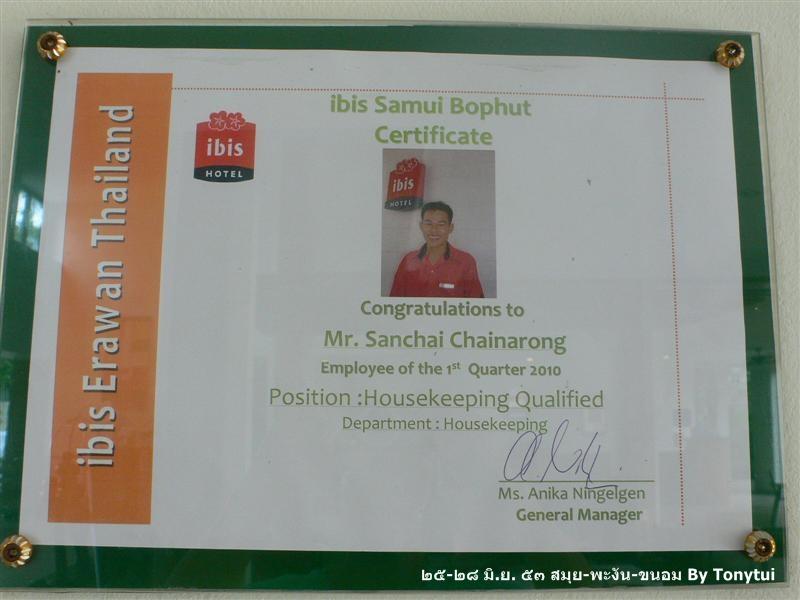 ibis Erawan Thailand
ibis
HOTEL
ibis Samui Bophut
Certificate
ibis
HOTEL
Congratulations to
Mr. Sanchai Chainarong
Employee of the 1st Quarter 2010
Position :Housekeeping Qualified
Department : Housekeeping
Ms. Anika Ningelgen
General Manager
๒๕-๒๘ มิ.ย. ๕๓ สมุย-พะงัน-ขนอม By Tonytui